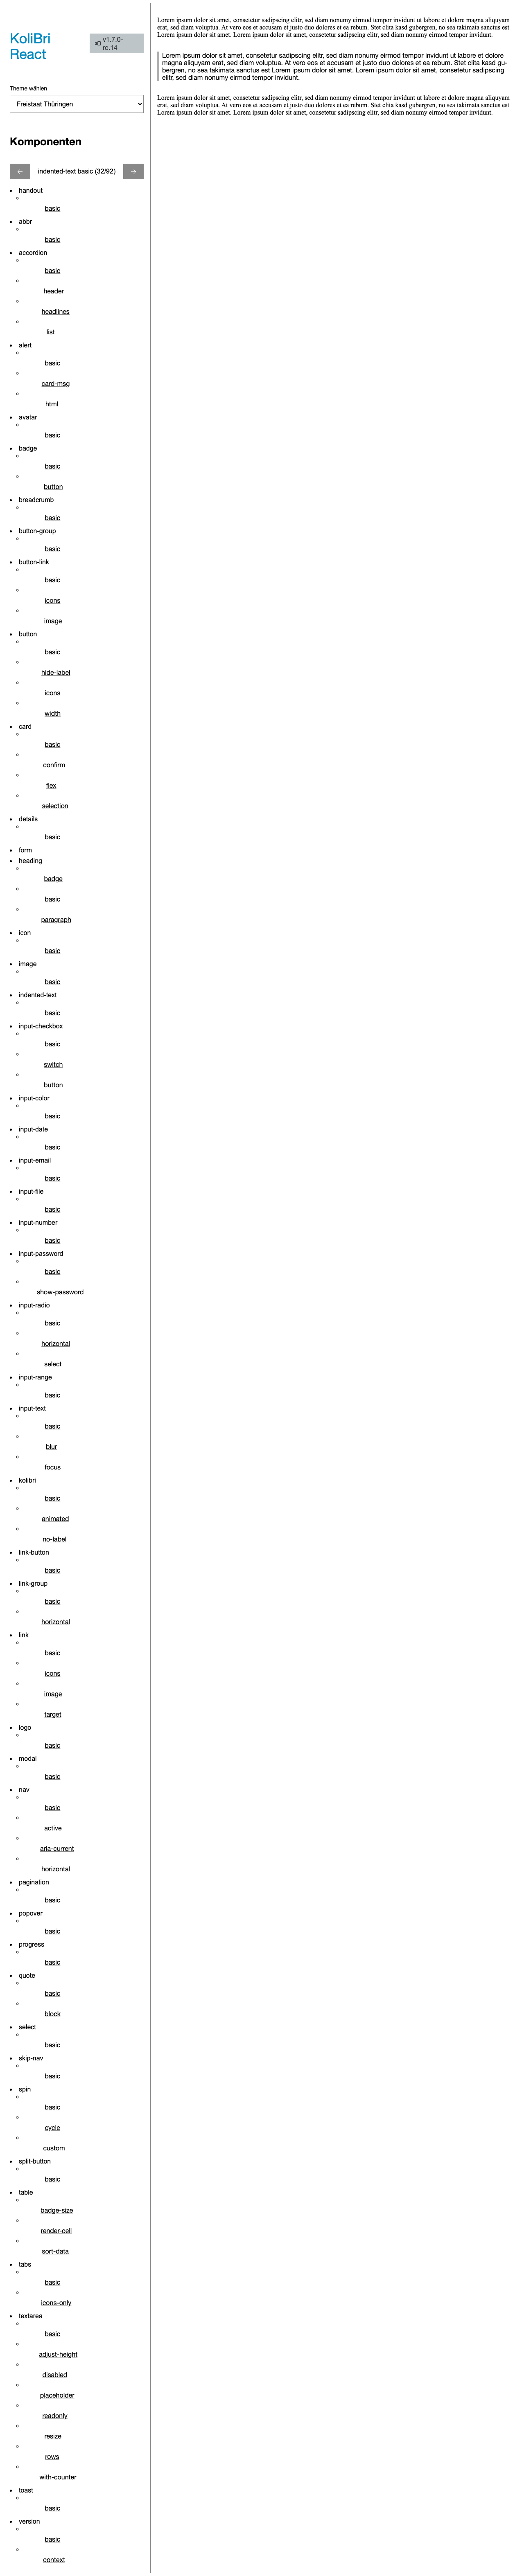 KoliBri
React
v1.7.0-
rc.14
Theme wählen
Freistaat Thüringen
Komponenten
← indented-text basic (32/92) →
handout
basic
abbr
basic
accordion
basic
header
headlines
list
alert
basic
card-msg
html
avatar
basic
badge
basic
button
breadcrumb
basic
button-group
basic
button-link
basic
icons
image
button
basic
hide-label
icons
width
card
basic
confirm
flex
selection
details
basic
form
heading
badge
basic
paragraph
icon
basic
image
basic
indented-text
basic
input-checkbox
basic
switch
button
input-color
basic
input-date
basic
input-email
basic
input-file
basic
input-number
basic
input-password
basic
show-password
input-radio
basic
horizontal
select
input-range
basic
input-text
basic
blur
focus
kolibri
basic
animated
no-label
link-button
basic
link-group
basic
horizontal
link
basic
icons
image
target
logo
basic
modal
basic
nav
basic
active
aria-current
horizontal
pagination
basic
popover
basic
progress
basic
quote
basic
block
select
basic
skip-nav
basic
spin
basic
cycle
custom
split-button
basic
table
badge-size
render-cell
sort-data
tabs
basic
icons-only
textarea
basic
adjust-height
disabled
placeholder
readonly
resize
rows
with-counter
toast
basic
version
basic
context
Lorem ipsum dolor sit amet, consetetur sadipscing elitr, sed diam nonumy eirmod tempor invidunt ut labore et dolore magna aliquyam
erat, sed diam voluptua. At vero eos et accusam et justo duo dolores et ea rebum. Stet clita kasd gubergren, no sea takimata sanctus est
Lorem ipsum dolor sit amet. Lorem ipsum dolor sit amet, consetetur sadipscing elitr, sed diam nonumy eirmod tempor invidunt.
Lorem ipsum dolor sit amet, consetetur sadipscing elitr, sed diam nonumy eirmod tempor invidunt ut labore et dolore
magna aliquyam erat, sed diam voluptua. At vero eos et accusam et justo duo dolores et ea rebum. Stet clita kasd gu-
bergren, no sea takimata sanctus est Lorem ipsum dolor sit amet. Lorem ipsum dolor sit amet, consetetur sadipscing
elitr, sed diam nonumy eirmod tempor invidunt.
Lorem ipsum dolor sit amet, consetetur sadipscing elitr, sed diam nonumy eirmod tempor invidunt ut labore et dolore magna aliquyam
erat, sed diam voluptua. At vero eos et accusam et justo duo dolores et ea rebum. Stet clita kasd gubergren, no sea takimata sanctus est
Lorem ipsum dolor sit amet. Lorem ipsum dolor sit amet, consetetur sadipscing elitr, sed diam nonumy eirmod tempor invidunt.